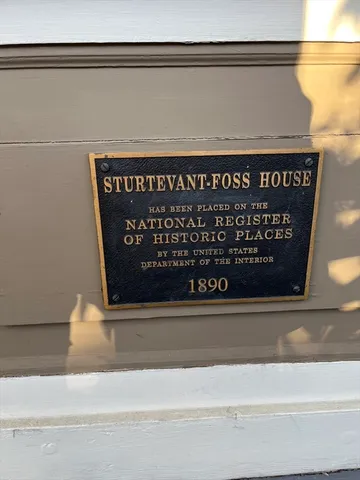 STURTEVANT-FOSS HOUSE
HAS BEEN PLACED ON THE
NATIONAL REGISTER
OF HISTORIC PLACES
BY THE UNITED STATES
DEPARTMENT OF THE INTERIOR
1890